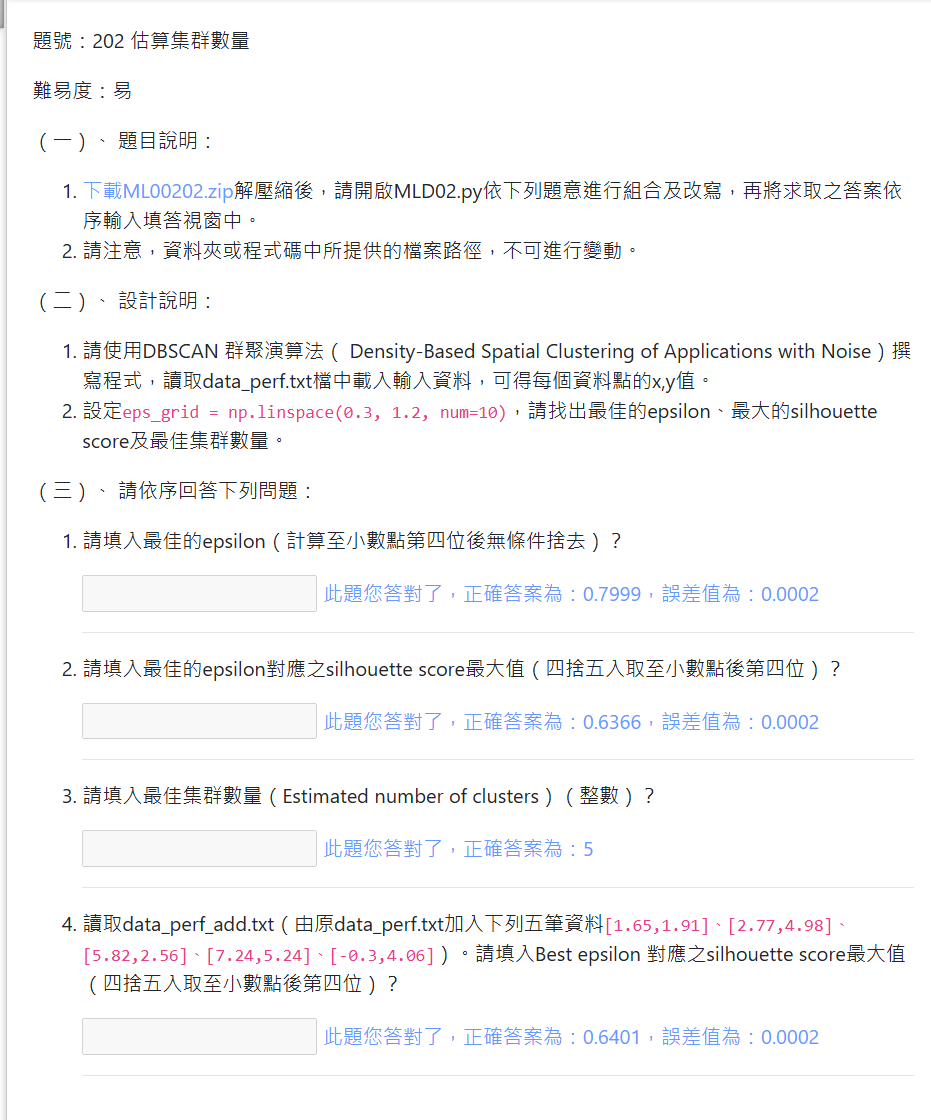 題號：202 估算集群數量
難易度：易
（一）、 題目說明：
1. 下載ML00202.zip解壓縮後，請開啟MLD02.py依下列題意進行組合及改寫，再將求取之答案依
序輸入填答視窗中。
2. 請注意，資料夾或程式碼中所提供的檔案路徑，不可進行變動。
（二）、 設計說明：
1. 請使用DBSCAN 群聚演算法（ Density-Based Spatial Clustering of Applications with Noise）撰
寫程式，讀取data_perf.txt檔中載入輸入資料，可得每個資料點的x,y值。
2. 設定eps_grid = np.linspace(0.3, 1.2, num=10)，請找出最佳的epsilon、最大的silhouette
score及最佳集群數量。
（三）、 請依序回答下列問題：
1. 請填入最佳的epsilon（計算至小數點第四位後無條件捨去）？
此題您答對了，正確答案為：0.7999，誤差值為：0.0002
2. 請填入最佳的epsilon對應之silhouette score最大值（四捨五入取至小數點後第四位）？
此題您答對了，正確答案為：0.6366，誤差值為：0.0002
3. 請填入最佳集群數量（Estimated number of clusters）（整數）？
此題您答對了，正確答案為：5
4. 讀取data_perf_add.txt（由原data_perf.txt加入下列五筆資料[1.65,1.91]、[2.77,4.98]、
[5.82,2.56]、[7.24,5.24]、[-0.3,4.06]）。請填入Best epsilon 對應之silhouette score最大值
（四捨五入取至小數點後第四位）？
此題您答對了，正確答案為：0.6401，誤差值為：0.0002